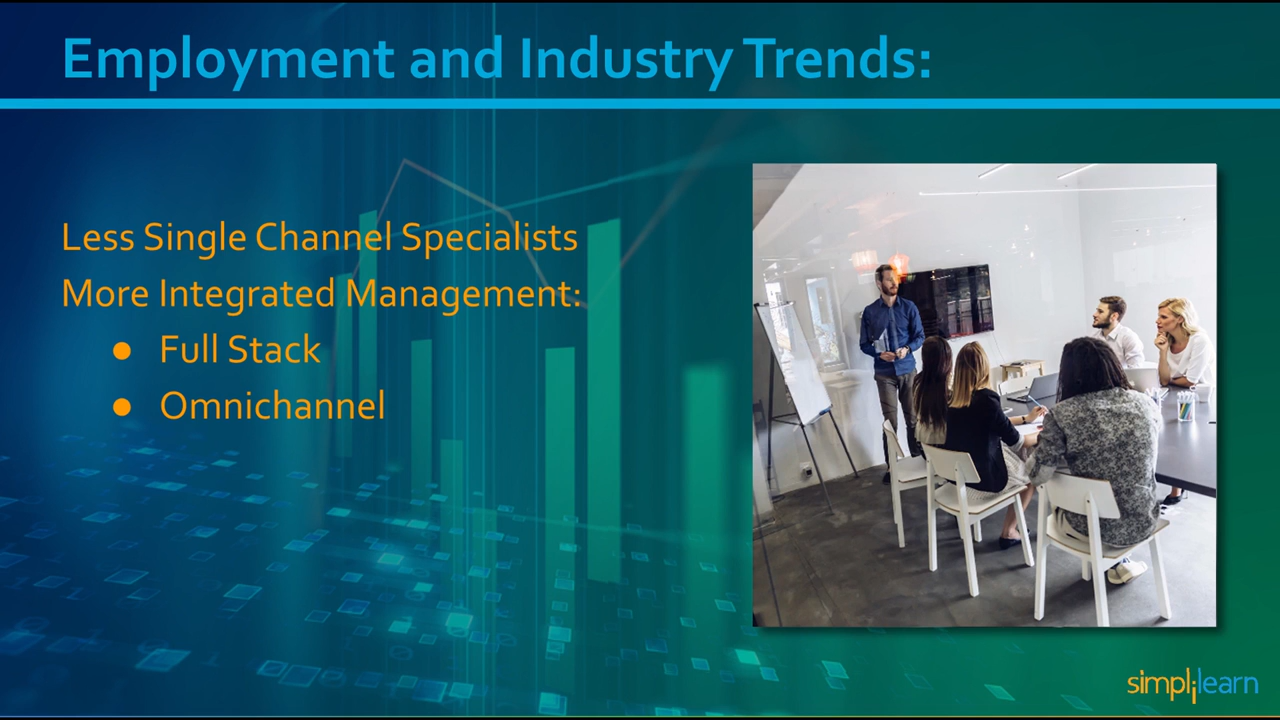 Employment and Industry Trends:
Less Single Channel Specialists
More Integrated Management:
● Full Stack
● Omnichannel
simplilearn